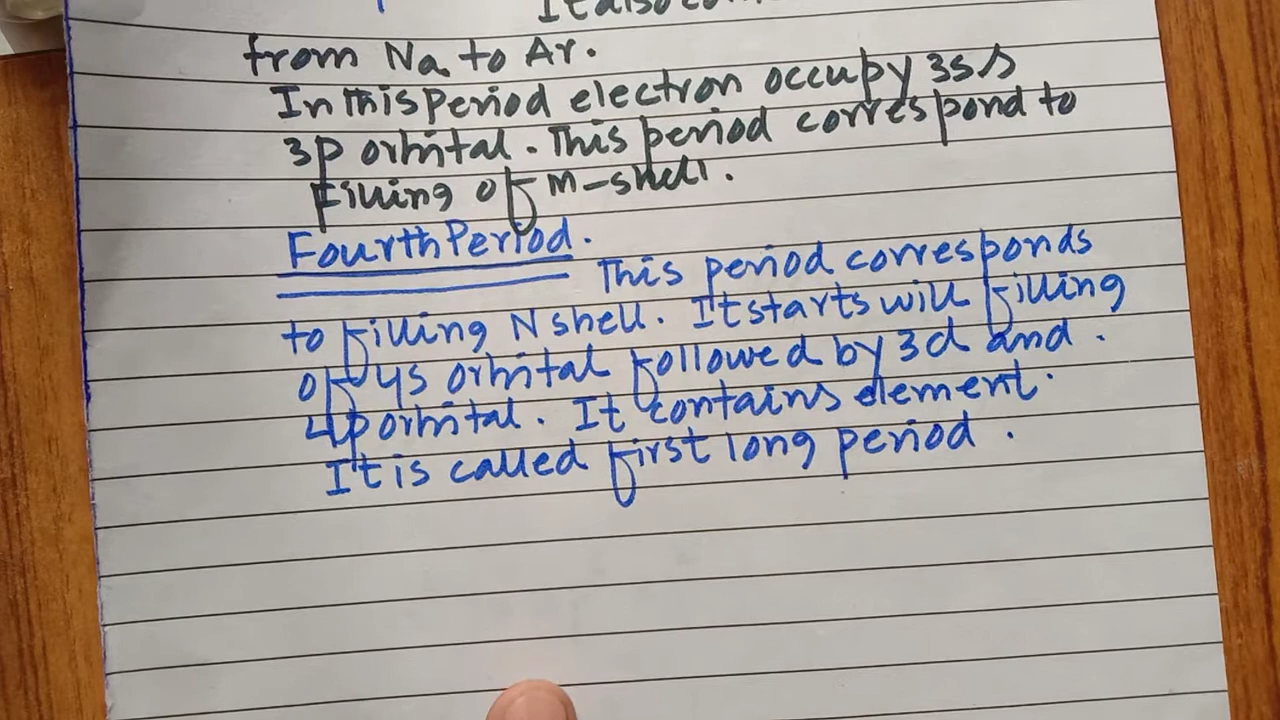 It also
from Na to Ar.
In this Period electron occupy 3s &
3p orbital. This period correspond to
Filling of M-shell.
Fourth Period.
This period corresponds
to filling N shell. It starts will filling
of 4s orbital followed by 3d and.
4p orbital. It contains element.
It is called first long period.